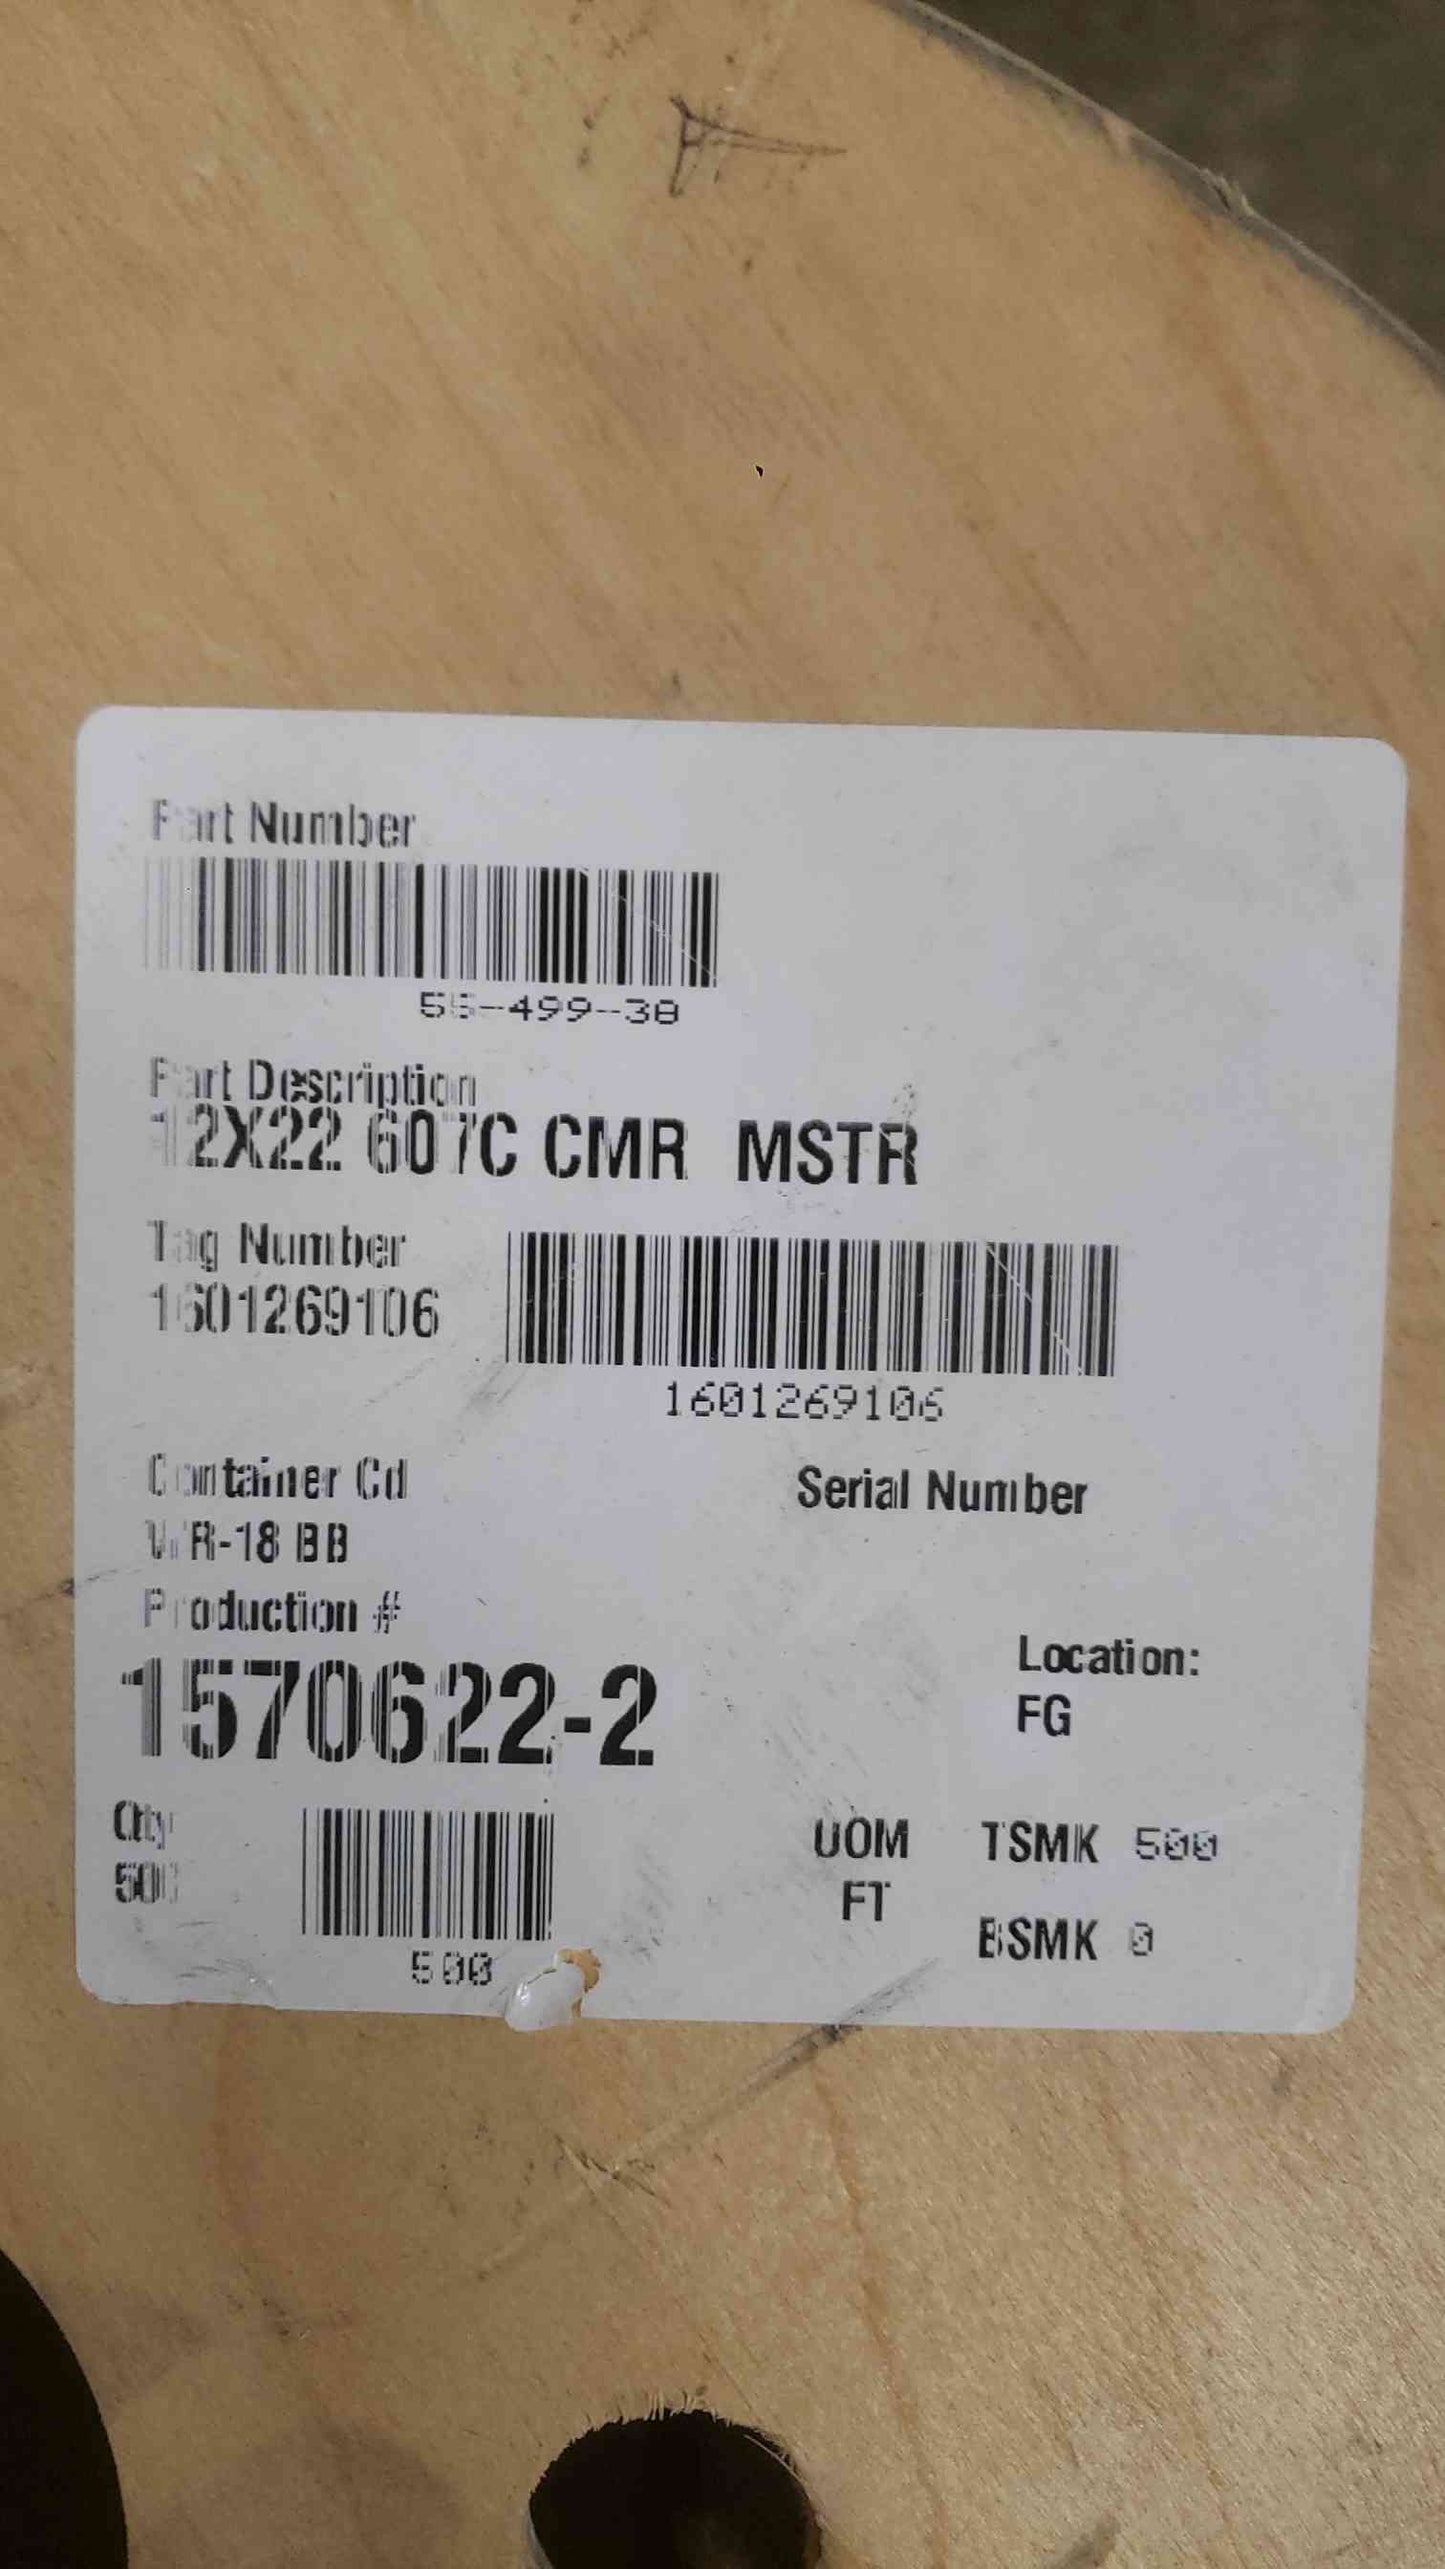 Part Number
55-499-38
Part Description
12X22 607C CMR MSTR
Tag Number
1601269106
1601269106
Container Cd
Serial Number
WR-18 BB
Production #
1570622-2
Location:
FG
Qty
500
500
UOM
FT
TSMK 500
BSMK 0